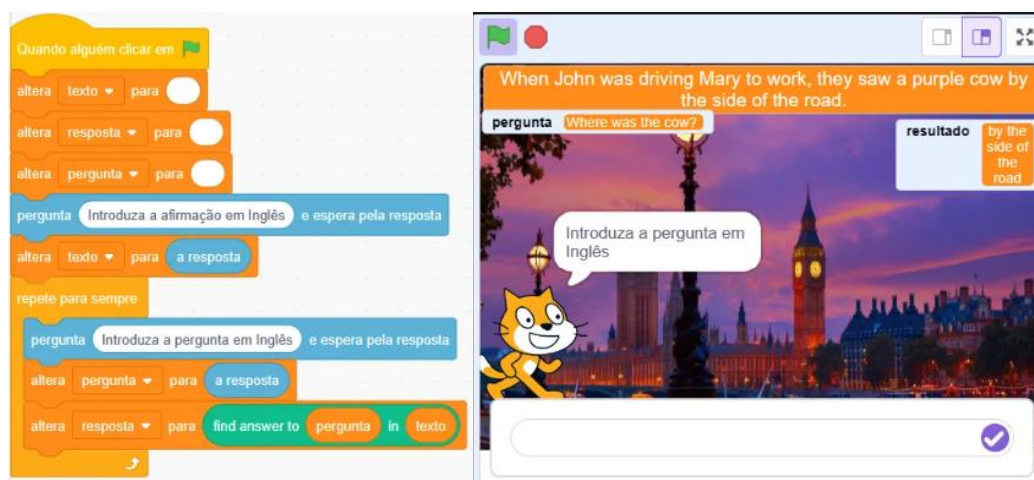 Quando alguém clicar em
altera texto para
altera resposta para
altera pergunta para
pergunta Introduza a afirmação em Inglês e espera pela resposta
altera texto para a resposta
repete para sempre
pergunta Introduza a pergunta em Inglês e espera pela resposta
altera pergunta para a resposta
altera resposta para find answer to pergunta in texto
When John was driving Mary to work, they saw a purple cow by
the side of the road.
pergunta Where was the cow?
resultado by the
side of
the
road
Introduza a pergunta em
Inglês